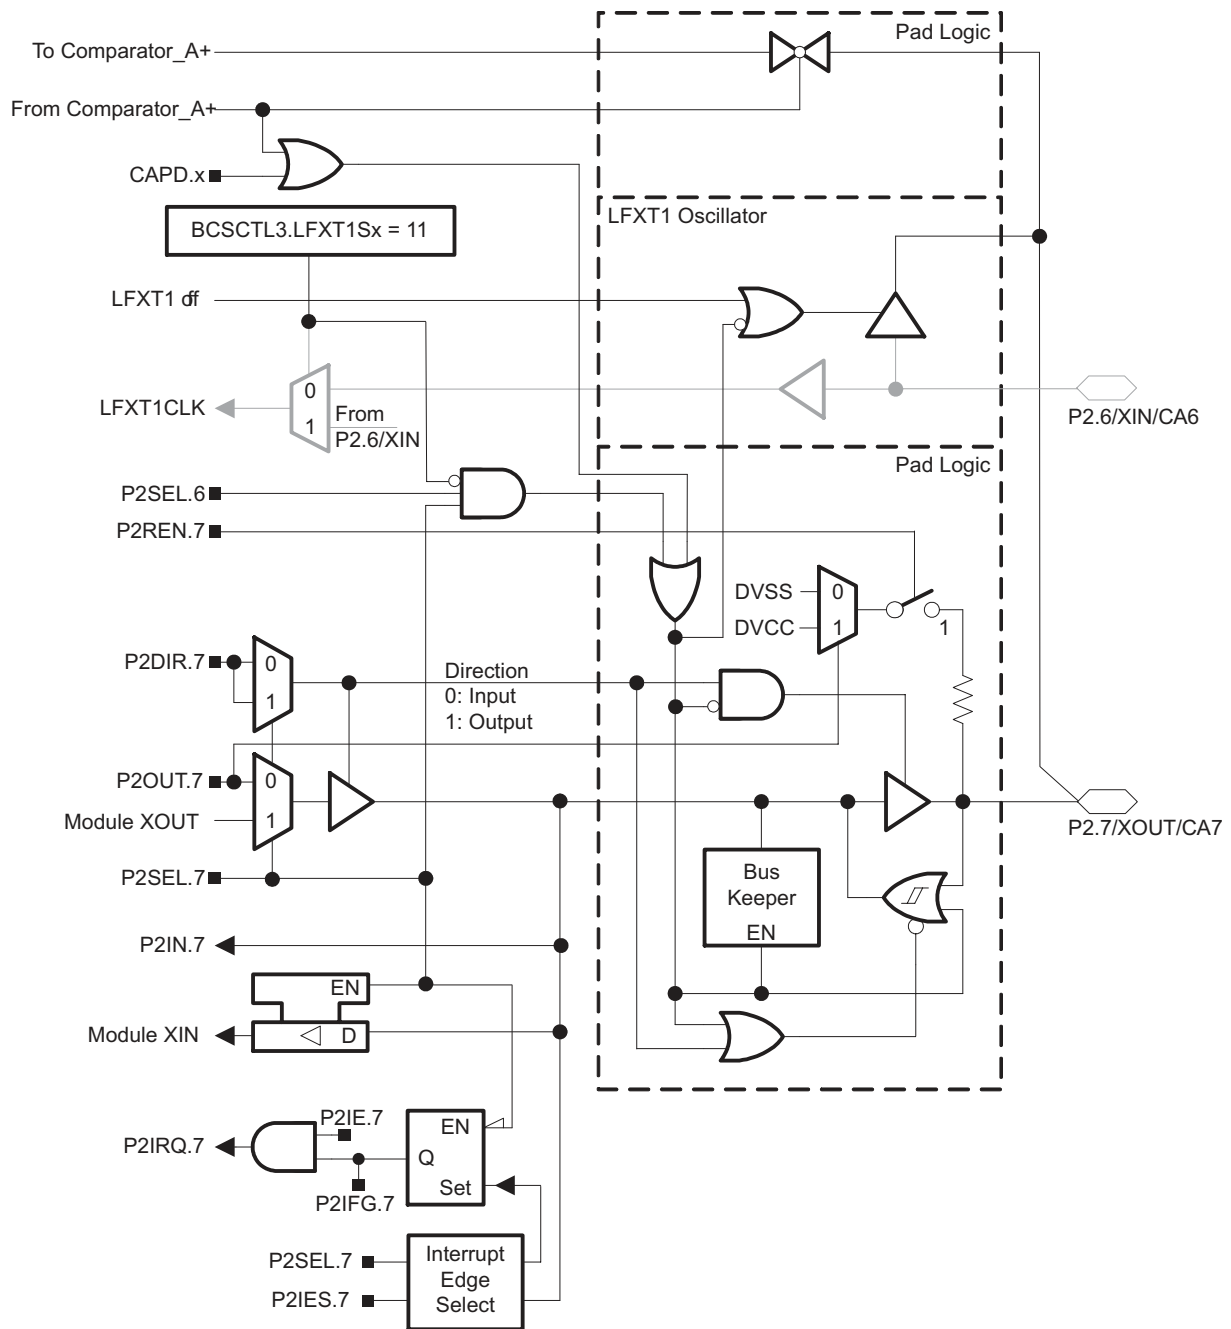 Pad Logic
To Comparator_A+
From Comparator_A+
CAPD.x
BCSCTL3.LFXT1Sx = 11
LFXT1 Oscillator
LFXT1 off
0
LFXT1CLK
1
From
P2.6/XIN
P2.6/XIN/CA6
Pad Logic
P2SEL.6
P2REN.7
DVSS
0
DVCC
1
1
P2DIR.7
0
1
Direction
0: Input
1: Output
P2OUT.7
0
Module XOUT
1
P2.7/XOUT/CA7
P2SEL.7
Bus
Keeper
EN
P2IN.7
EN
Module XIN
D
P2IE.7
EN
P2IRQ.7
Q
Set
P2IFG.7
P2SEL.7
P2IES.7
Interrupt
Edge
Select